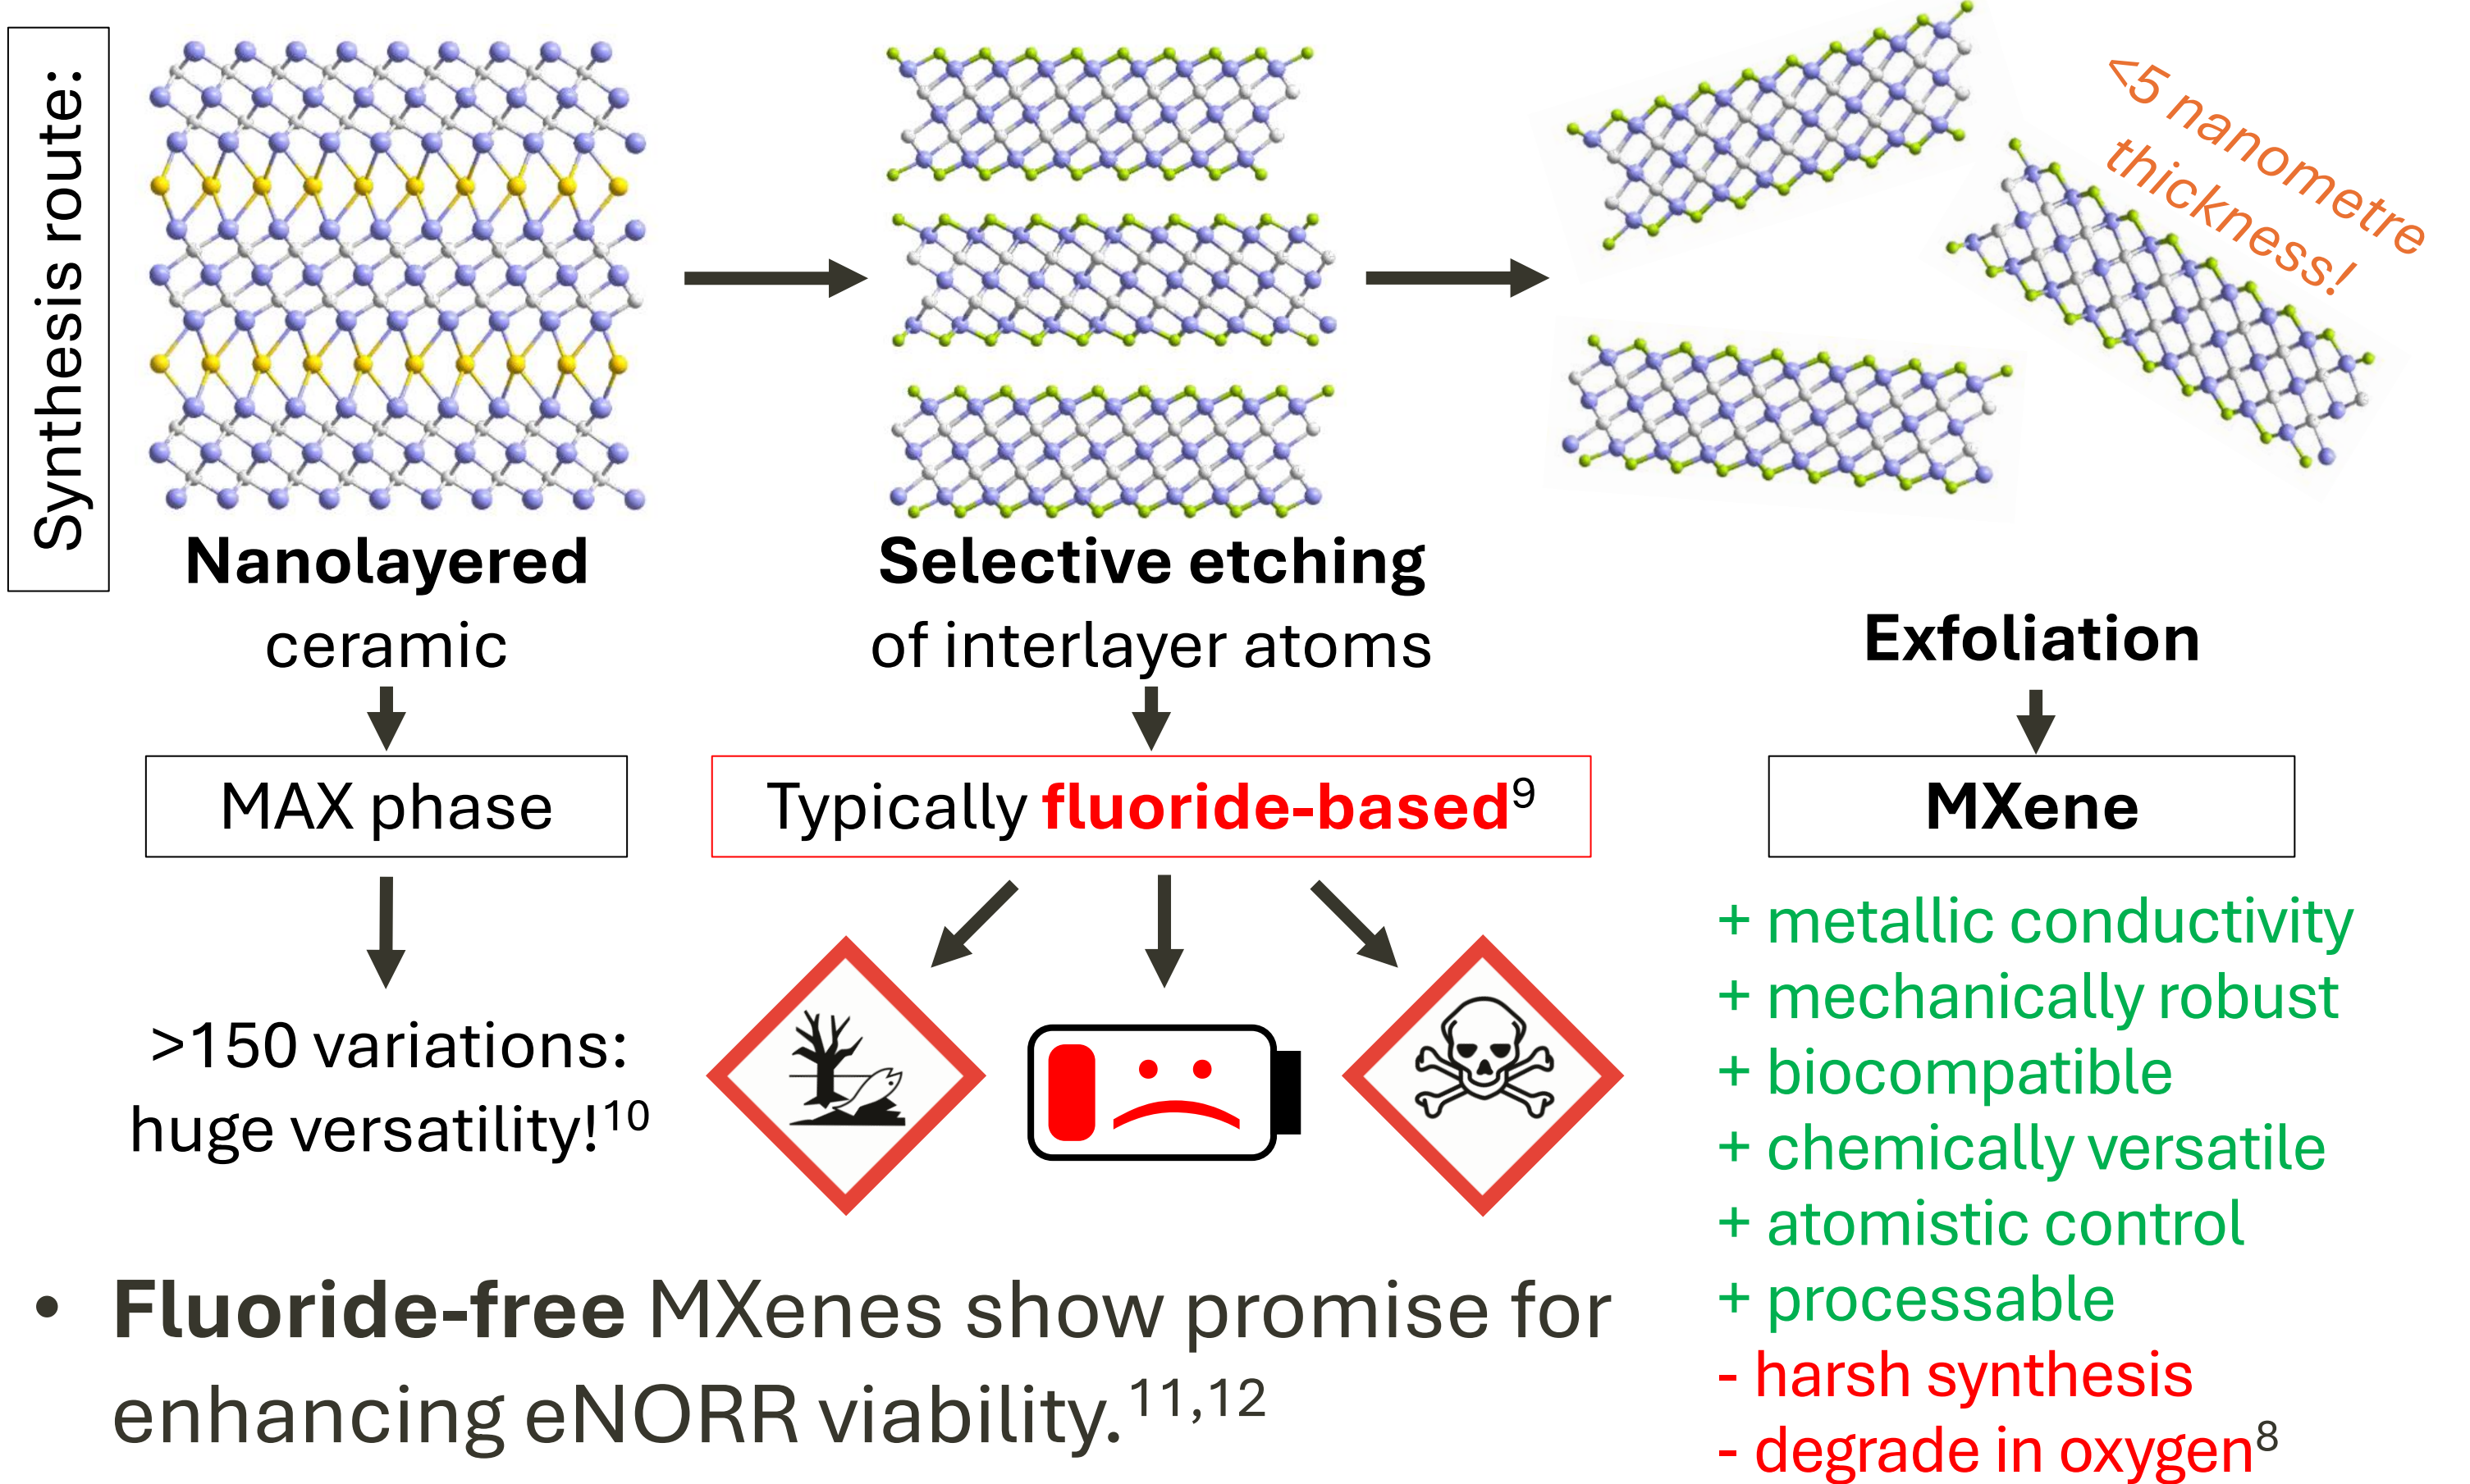 Synthesis route:
<5 nanometre
thickness!
Nanolayered
ceramic
Selective etching
of interlayer atoms
Exfoliation
MAX phase
Typically fluoride-based⁹
MXene
>150 variations:
huge versatility!¹⁰
+ metallic conductivity
+ mechanically robust
+ biocompatible
+ chemically versatile
+ atomistic control
+ processable
- harsh synthesis
- degrade in oxygen⁸
• Fluoride-free MXenes show promise for
enhancing eNORR viability.¹¹,¹²